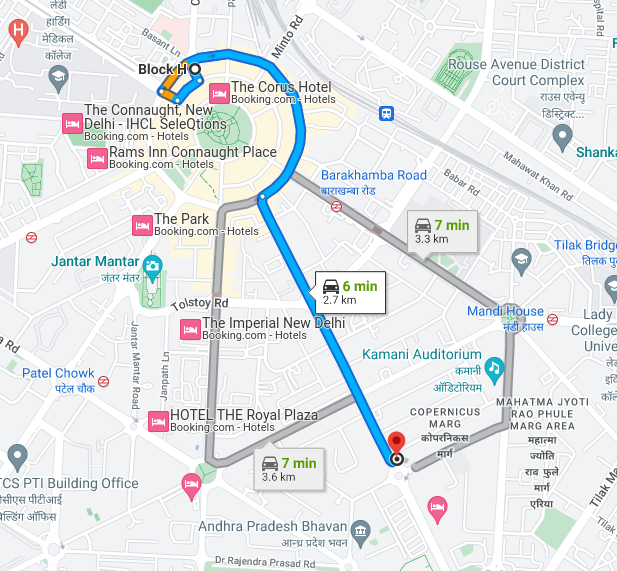 लेडी
हार्डिंग
मेडिकल
कॉलेज
Basant Ln
Minto Rd
Block H
The Corus Hotel
Booking.com - Hotels
Rouse Avenue District
Court Complex
राउस एवेन्यू
डिस्ट्रिक्ट...
The Connaught, New
Delhi - IHCL SeleQtions
Booking.com - Hotels
Rams Inn Connaught Place
Booking.com - Hotels
Shanka
Mahawat Khan Rd
Barakhamba Road
बाराखम्बा रोड
Babar Rd
The Park
Booking.com - Hotels
7 min
3.3 km
Tilak Bridge
तिलक पु
Jantar Mantar
जंतर मंतर
6 min
2.7 km
Tolstoy Rd
Mandi House
मंडी हाउस
Lady
College
Unive
The Imperial New Delhi
Booking.com - Hotels
Jantar Mantar Road
Janpath Ln
Kamani Auditorium
कमानी
ऑडिटोरियम
लेडी
Patel Chowk
पटेल चौक
HOTEL THE Royal Plaza
Booking.com - Hotels
COPERNICUS
MARG
कोपरनिकस
मार्ग
MAHATMA JYOTI
RAO PHULE
MARG AREA
महात्मा
ज्योति
राव फुले
मार्ग
एरिया
7 min
3.6 km
TCS PTI Building Office
टीसीएस पीटीआई
बिल्डिंग ऑफिस
Tilak Ma
Andhra Pradesh Bhavan
आन्ध्र प्रदेश भवन
Dr Rajendra Prasad Rd